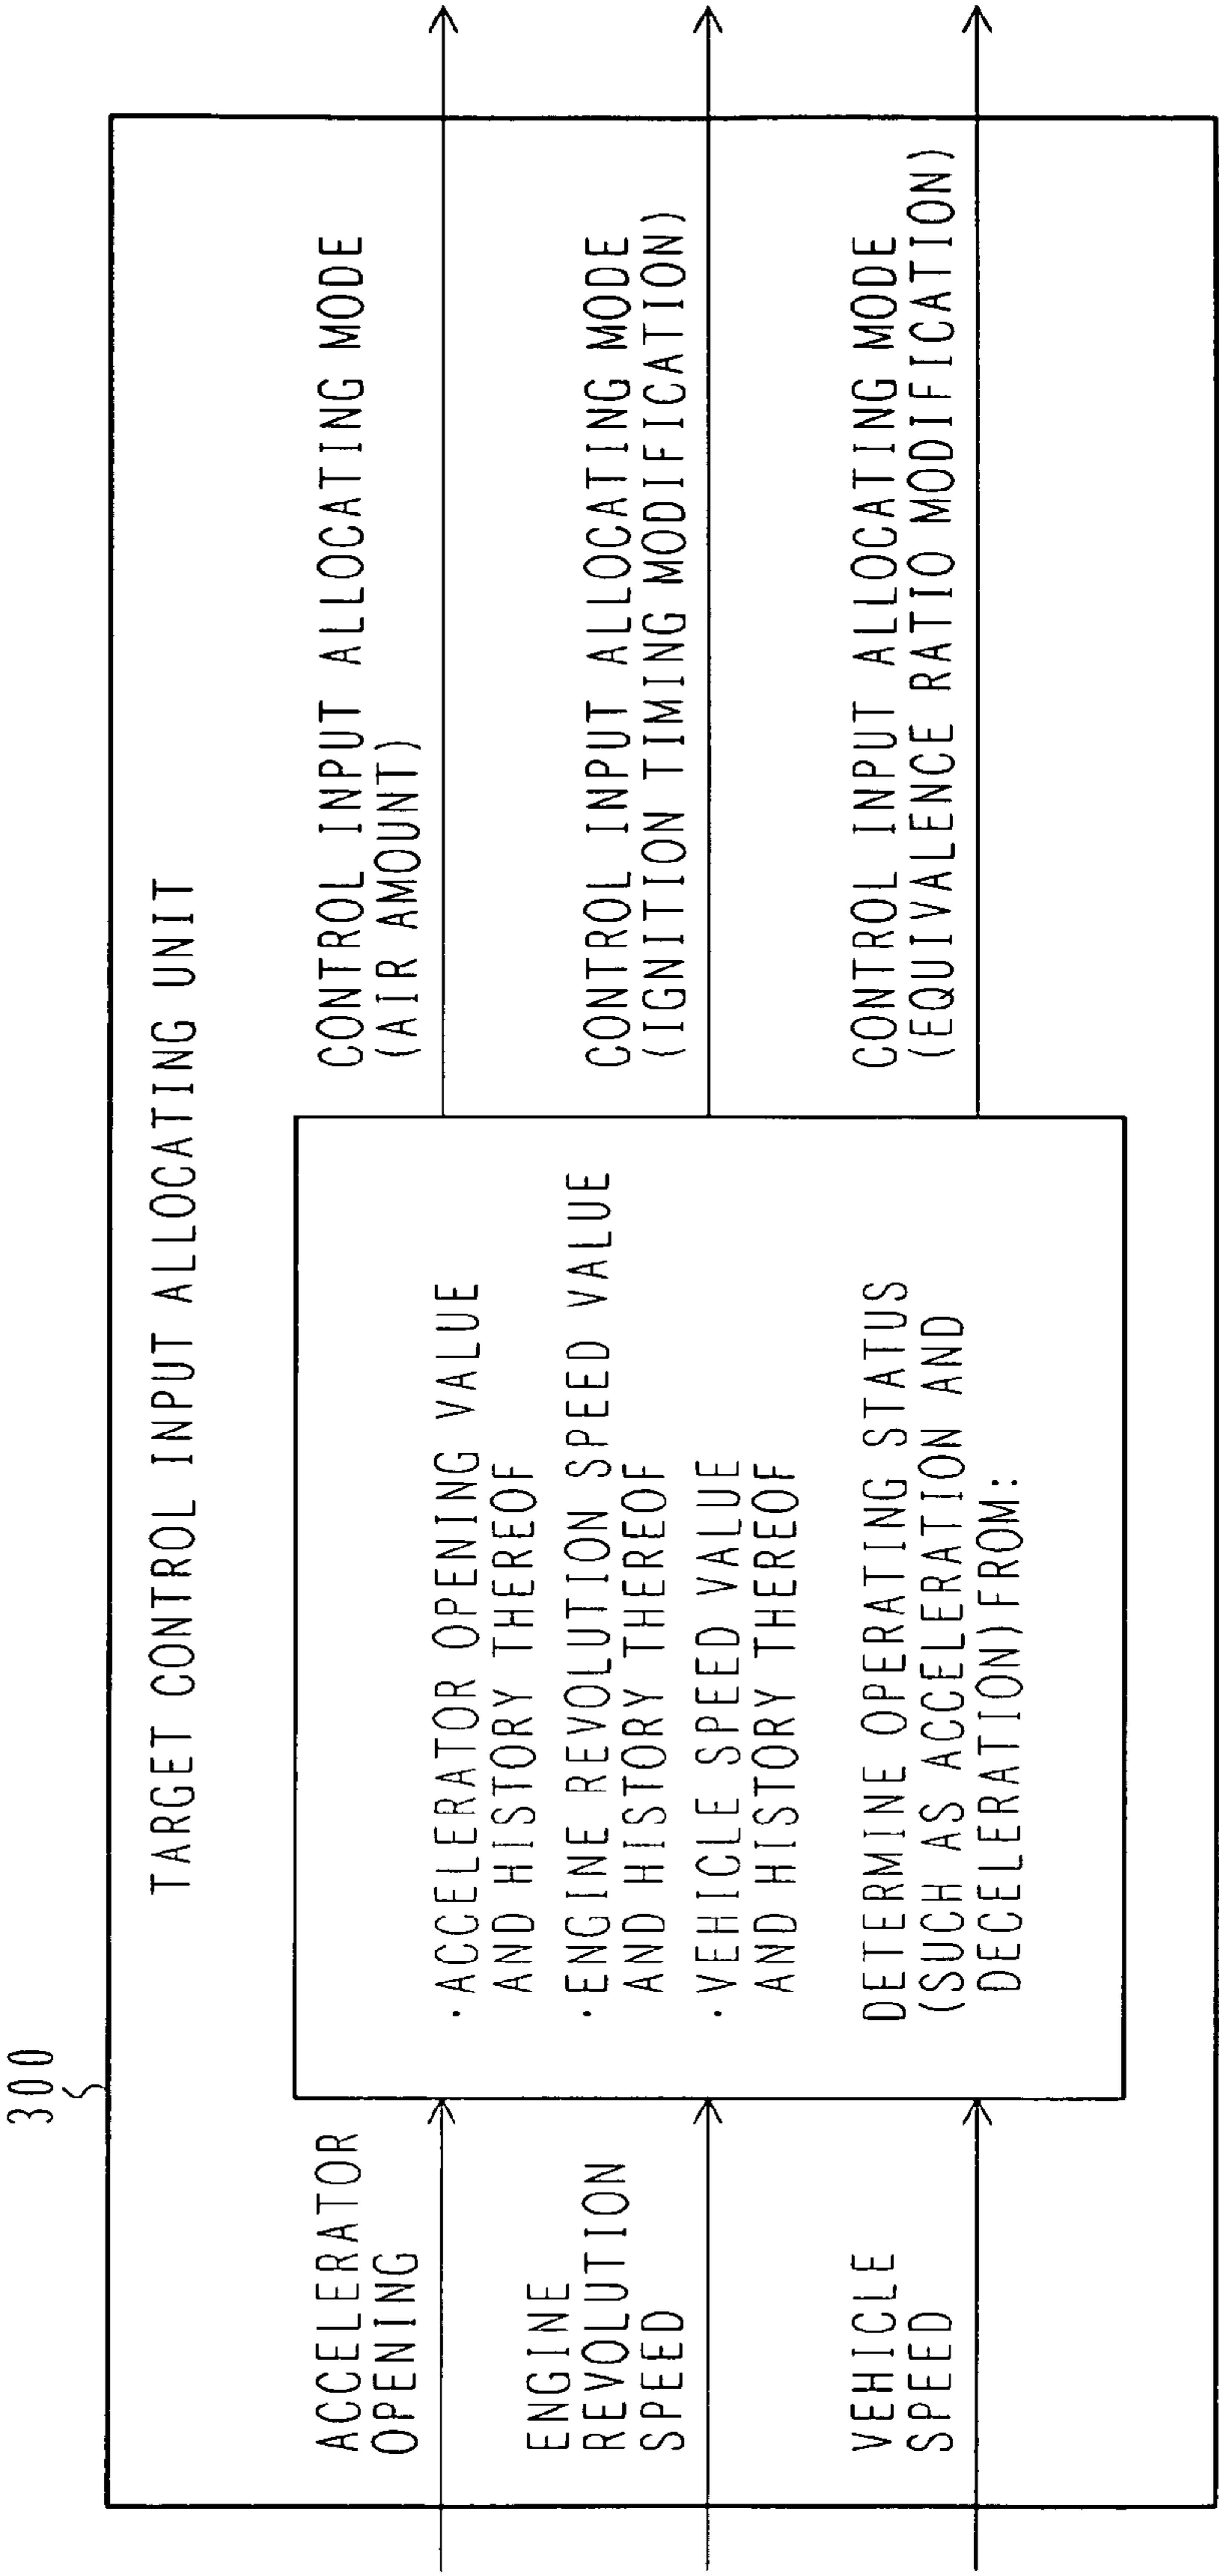 300
TARGET CONTROL INPUT ALLOCATING UNIT
ACCELERATOR
OPENING
ENGINE
REVOLUTION
SPEED
VEHICLE
SPEED
· ACCELERATOR OPENING VALUE
AND HISTORY THEREOF
· ENGINE REVOLUTION SPEED VALUE
AND HISTORY THEREOF
· VEHICLE SPEED VALUE
AND HISTORY THEREOF
DETERMINE OPERATING STATUS
(SUCH AS ACCELERATION AND
DECELERATION) FROM:
CONTROL INPUT ALLOCATING MODE
(AIR AMOUNT)
CONTROL INPUT ALLOCATING MODE
(IGNITION TIMING MODIFICATION)
CONTROL INPUT ALLOCATING MODE
(EQUIVALENCE RATIO MODIFICATION)